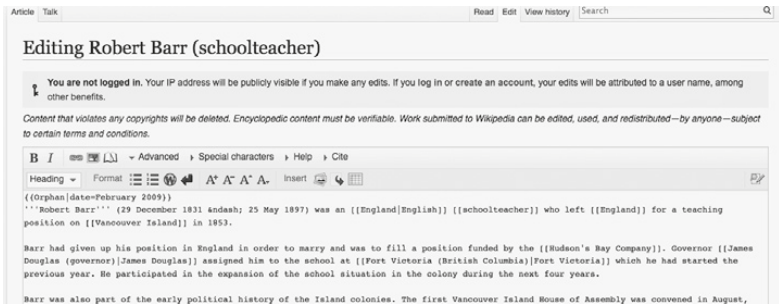 Article Talk Read Edit View history Search
Editing Robert Barr (schoolteacher)
You are not logged in. Your IP address will be publicly visible if you make any edits. If you log in or create an account, your edits will be attributed to a user name, among
other benefits.
Content that violates any copyrights will be deleted. Encyclopedic content must be verifiable. Work submitted to Wikipedia can be edited, used, and redistributed—by anyone—subject
to certain terms and conditions.
B I Advanced Special characters Help Cite
Heading Format A+ A- A^ A Insert
{{Orphan|date=February 2009}}
'''Robert Barr''' (29 December 1831 &ndash; 25 May 1897) was an [[England|English]] [[schoolteacher]] who left [[England]] for a teaching
position on [[Vancouver Island]] in 1853.
Barr had given up his position in England in order to marry and was to fill a position funded by the [[Hudson's Bay Company]]. Governor [[James
Douglas (governor)|James Douglas]] assigned him to the school at [[Fort Victoria (British Columbia)|Fort Victoria]] which he had started the
previous year. He participated in the expansion of the school situation in the colony during the next four years.
Barr was also part of the early political history of the Island colonies. The first Vancouver Island House of Assembly was convened in August,